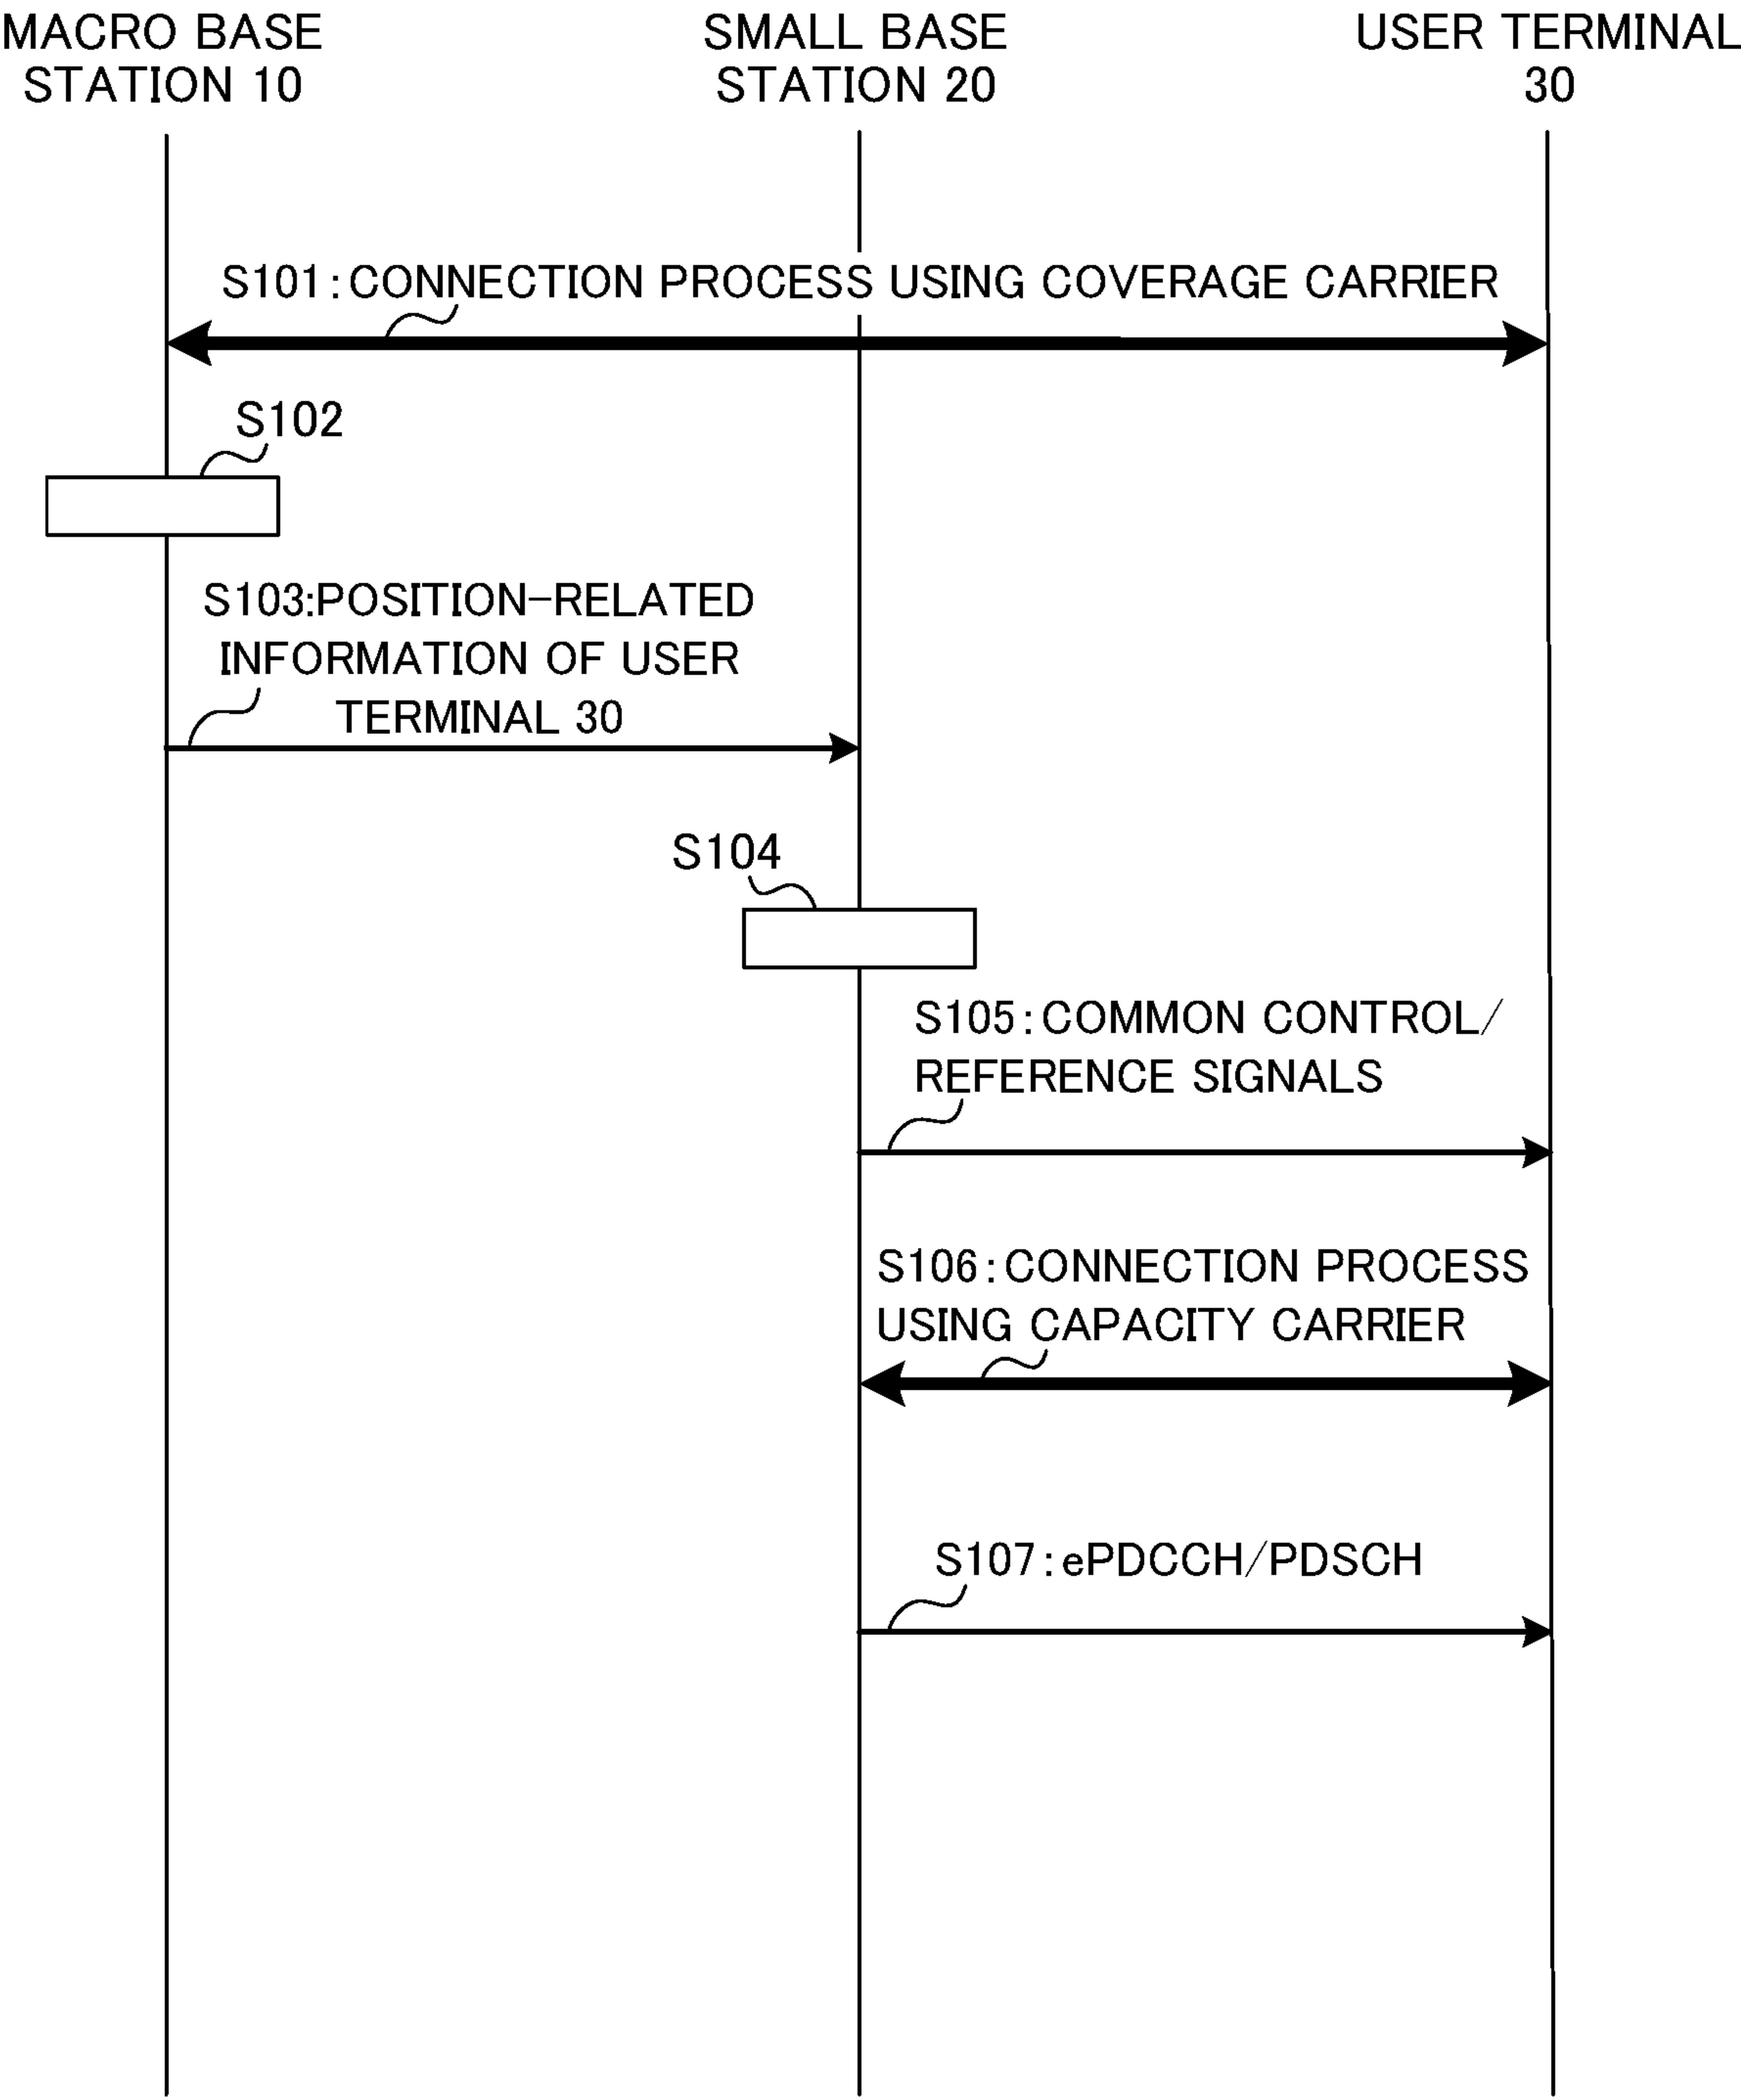 MACRO BASE
STATION 10
SMALL BASE
STATION 20
USER TERMINAL
30
S101:CONNECTION PROCESS USING COVERAGE CARRIER
S102
S103:POSITION-RELATED
INFORMATION OF USER
TERMINAL 30
S104
S105:COMMON CONTROL/
REFERENCE SIGNALS
S106:CONNECTION PROCESS
USING CAPACITY CARRIER
S107:ePDCCH/PDSCH